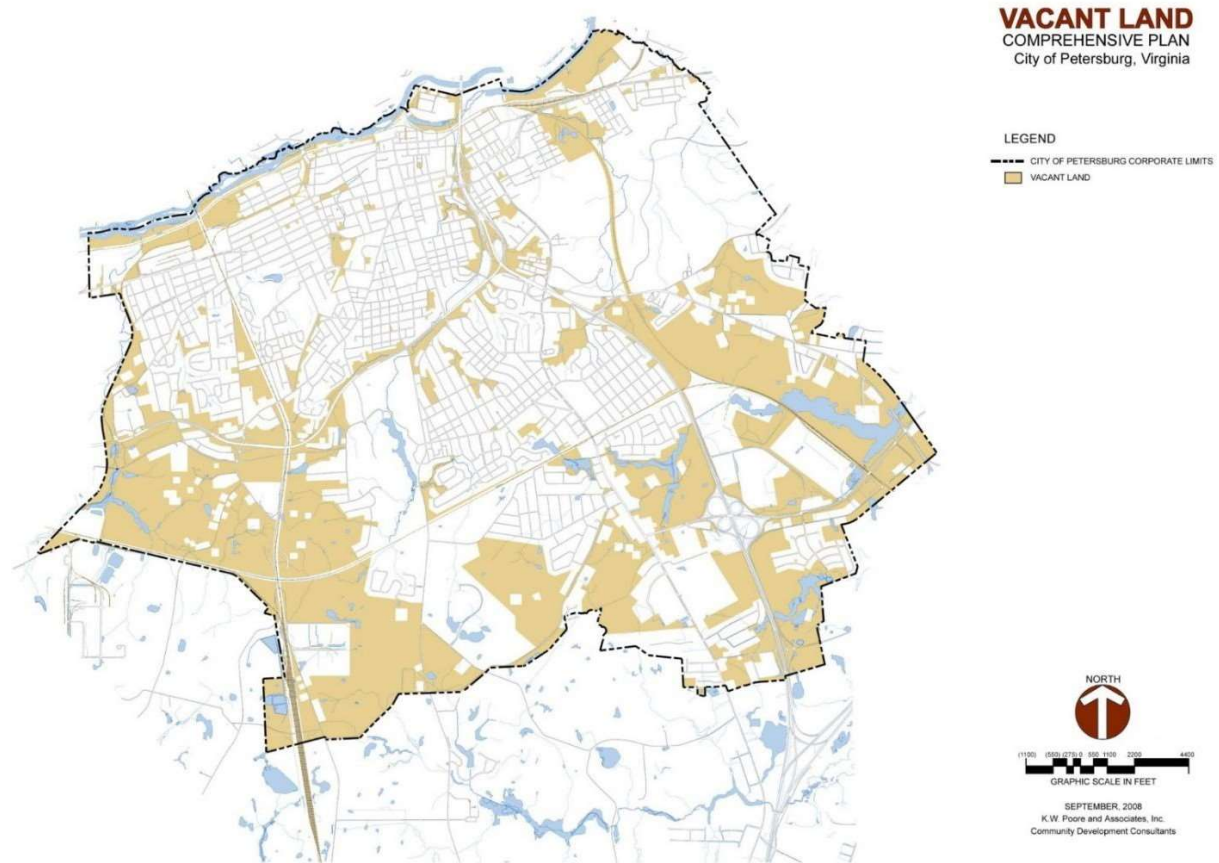 VACANT LAND
COMPREHENSIVE PLAN
City of Petersburg, Virginia
LEGEND
CITY OF PETERSBURG CORPORATE LIMITS
VACANT LAND
NORTH
(1100) (550) (275) 0 550 1100 2200 4400
GRAPHIC SCALE IN FEET
SEPTEMBER, 2008
K.W. Poore and Associates, Inc.
Community Development Consultants